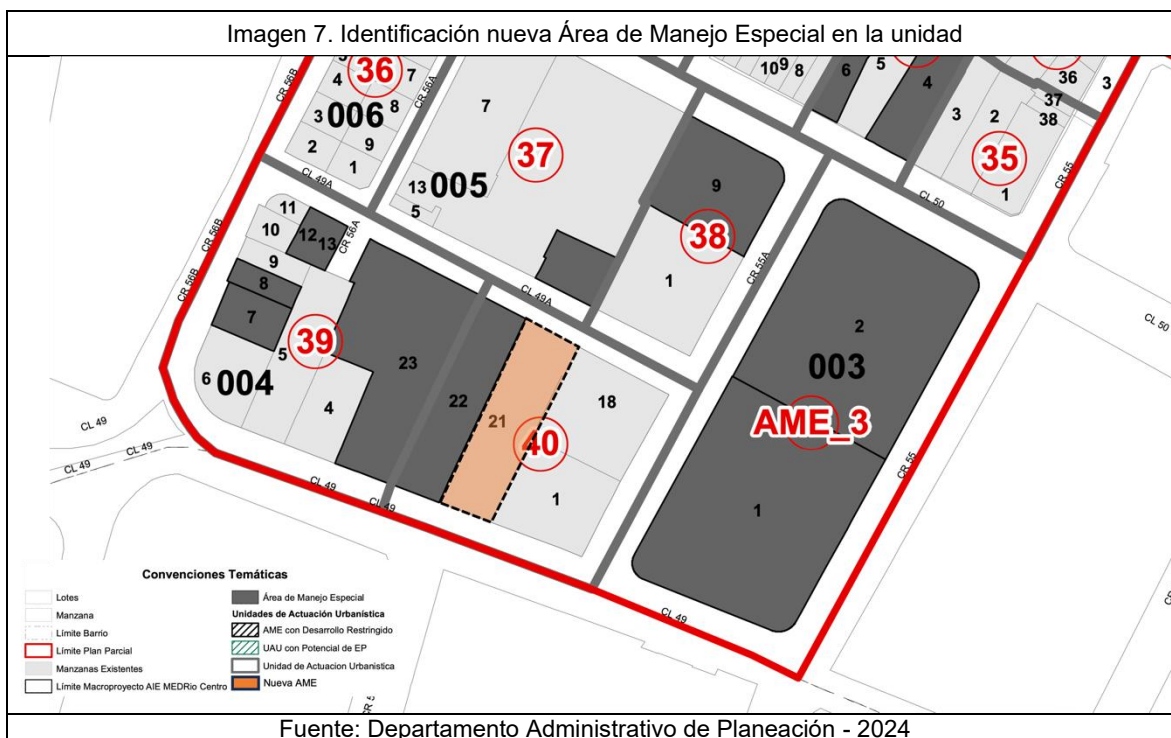 Imagen 7. Identificación nueva Área de Manejo Especial en la unidad
CR 56B
36
4
7
CR 56A
3
006
8
2
9
1
CL 49A
7
37
13
005
5
10
9
8
6
5
4
3
2
36
3
37
38
35
1
CL 50
CR 55
9
38
1
CR 55A
CL 49A
CL 50
CR 56B
CR 56B
11
10
12
13
CR 56A
9
8
7
39
5
6
004
4
23
22
21
40
18
1
2
003
AME_3
1
CR 55
CL 49
CL 49
CL 49
CL 49
CL 49
CL 49
Convenciones Temáticas
Lotes
Manzana
Límite Barrio
Límite Plan Parcial
Manzanas Existentes
Límite Macroproyecto AIE MEDRio Centro
Área de Manejo Especial
Unidades de Actuación Urbanística
AME con Desarrollo Restringido
UAU con Potencial de EP
Unidad de Actuacion Urbanistica
Nueva AME
Fuente: Departamento Administrativo de Planeación - 2024